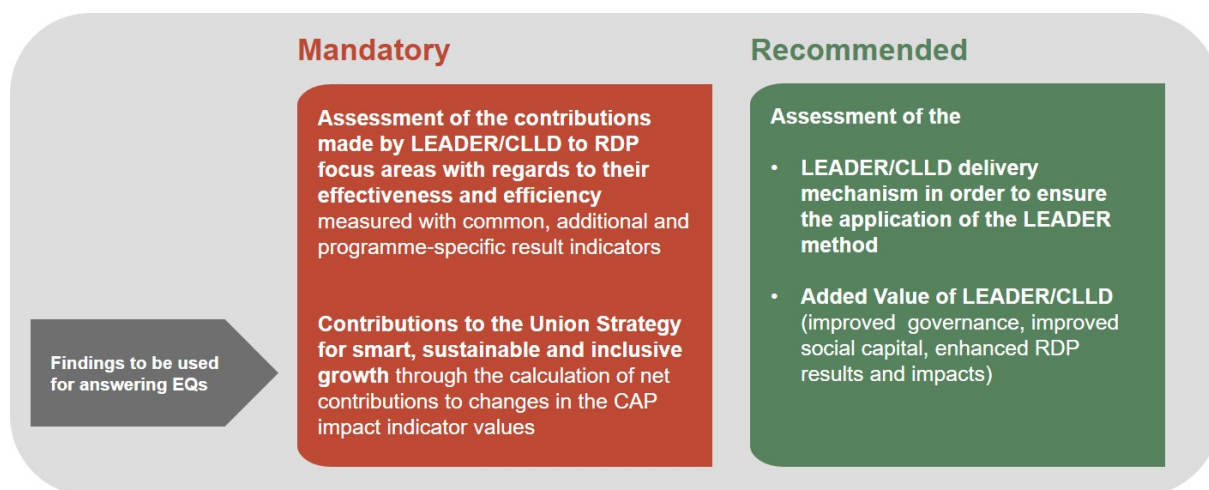 Mandatory
Assessment of the contributions
made by LEADER/CLLD to RDP
focus areas with regards to their
effectiveness and efficiency
measured with common, additional and
programme-specific result indicators
Contributions to the Union Strategy
for smart, sustainable and inclusive
growth through the calculation of net
contributions to changes in the CAP
impact indicator values
Recommended
Assessment of the
• LEADER/CLLD delivery
mechanism in order to ensure
the application of the LEADER
method
• Added Value of LEADER/CLLD
(improved governance, improved
social capital, enhanced RDP
results and impacts)
Findings to be used
for answering EQs